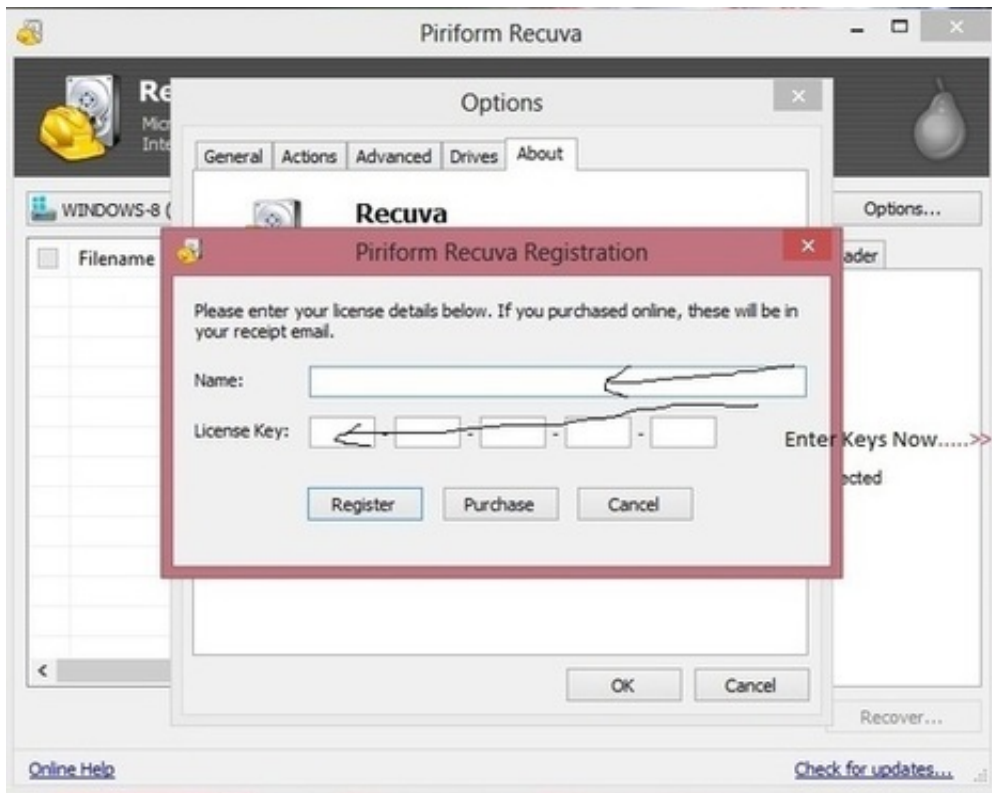 Piriform Recuva
Re
Options
Inte
General Actions Advanced Drives About
WINDOWS-8 (
Recuva
Options...
Filename
Piriform Recuva Registration
ader
Please enter your license details below. If you purchased online, these will be in
your receipt email.
Name:
License Key: - - - -
Enter Keys Now.....>>
ected
Register Purchase Cancel
OK Cancel
Recover...
Online Help
Check for updates...